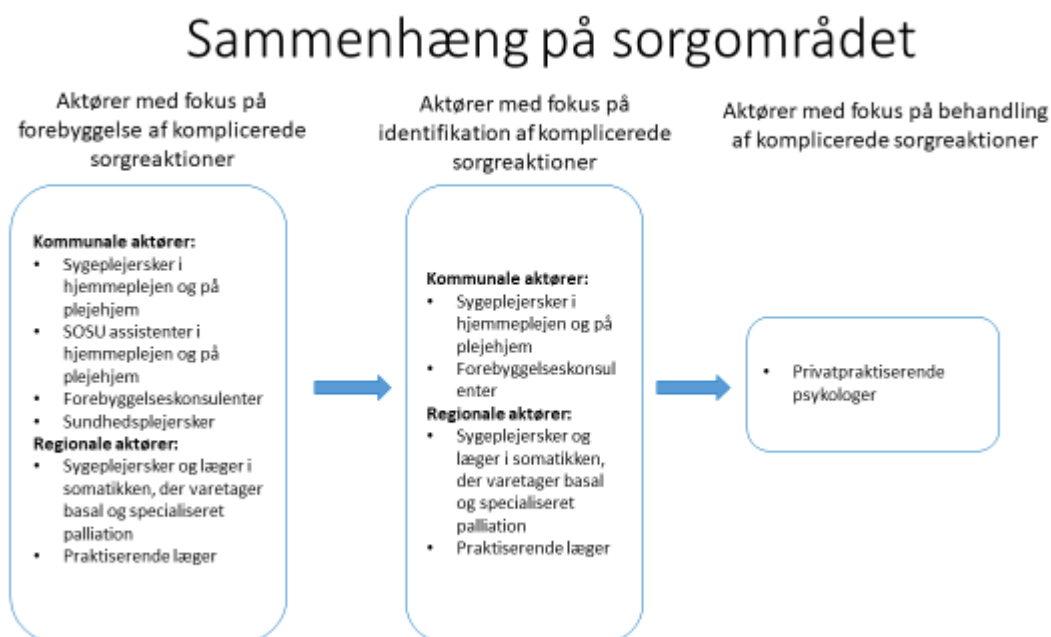 Sammenhæng på sorgområdet
Aktører med fokus på
forebyggelse af komplicerede
sorgreaktioner
Kommunale aktører:
• Sygeplejersker i
hjemmeplejen og på
plejehjem
• SOSU assistenter i
hjemmeplejen og på
plejehjem
• Forebyggelseskonsulenter
• Sundhedsplejersker
Regionale aktører:
• Sygeplejersker og læger i
somatikken, der varetager
basal og specialiseret
palliation
• Praktiserende læger
Aktører med fokus på
identifikation af komplicerede
sorgreaktioner
Kommunale aktører:
• Sygeplejersker i
hjemmeplejen og på
plejehjem
• Forebyggelseskonsul
enter
Regionale aktører:
• Sygeplejersker og
læger i somatikken,
der varetager basal
og specialiseret
palliation
• Praktiserende læger
Aktører med fokus på behandling
af komplicerede sorgreaktioner
• Privatpraktiserende
psykologer